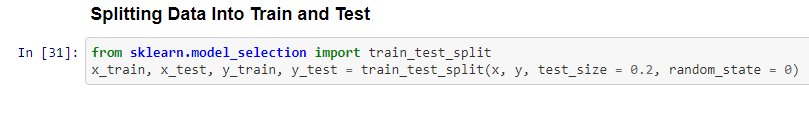 Splitting Data Into Train and Test
In [31]: from sklearn.model_selection import train_test_split
x_train, x_test, y_train, y_test = train_test_split(x, y, test_size = 0.2, random_state = 0)